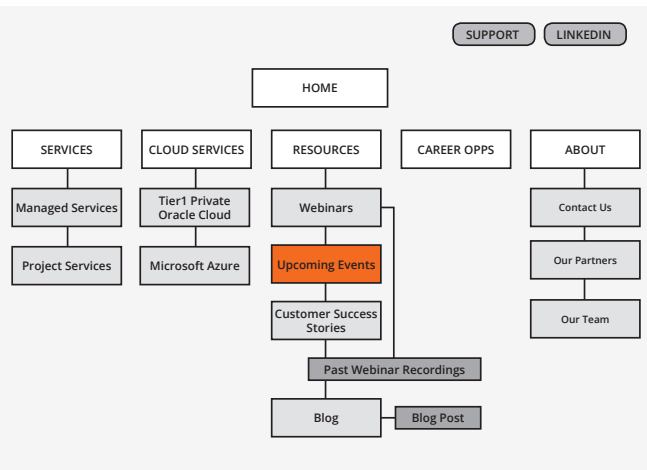 SUPPORT
LINKEDIN
HOME
SERVICES
CLOUD SERVICES
RESOURCES
CAREER OPPS
ABOUT
Managed Services
Tier1 Private
Oracle Cloud
Webinars
Contact Us
Project Services
Microsoft Azure
Upcoming Events
Our Partners
Customer Success
Stories
Our Team
Past Webinar Recordings
Blog
Blog Post